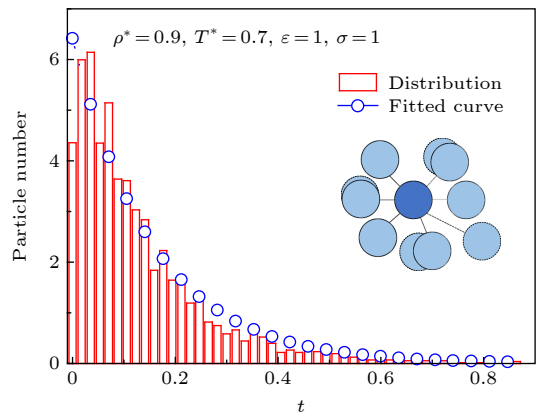 ρ* = 0.9, T* = 0.7, ε = 1, σ = 1
Distribution
Fitted curve
Particle number
6
4
2
0
0 0.2 0.4 0.6 0.8
t